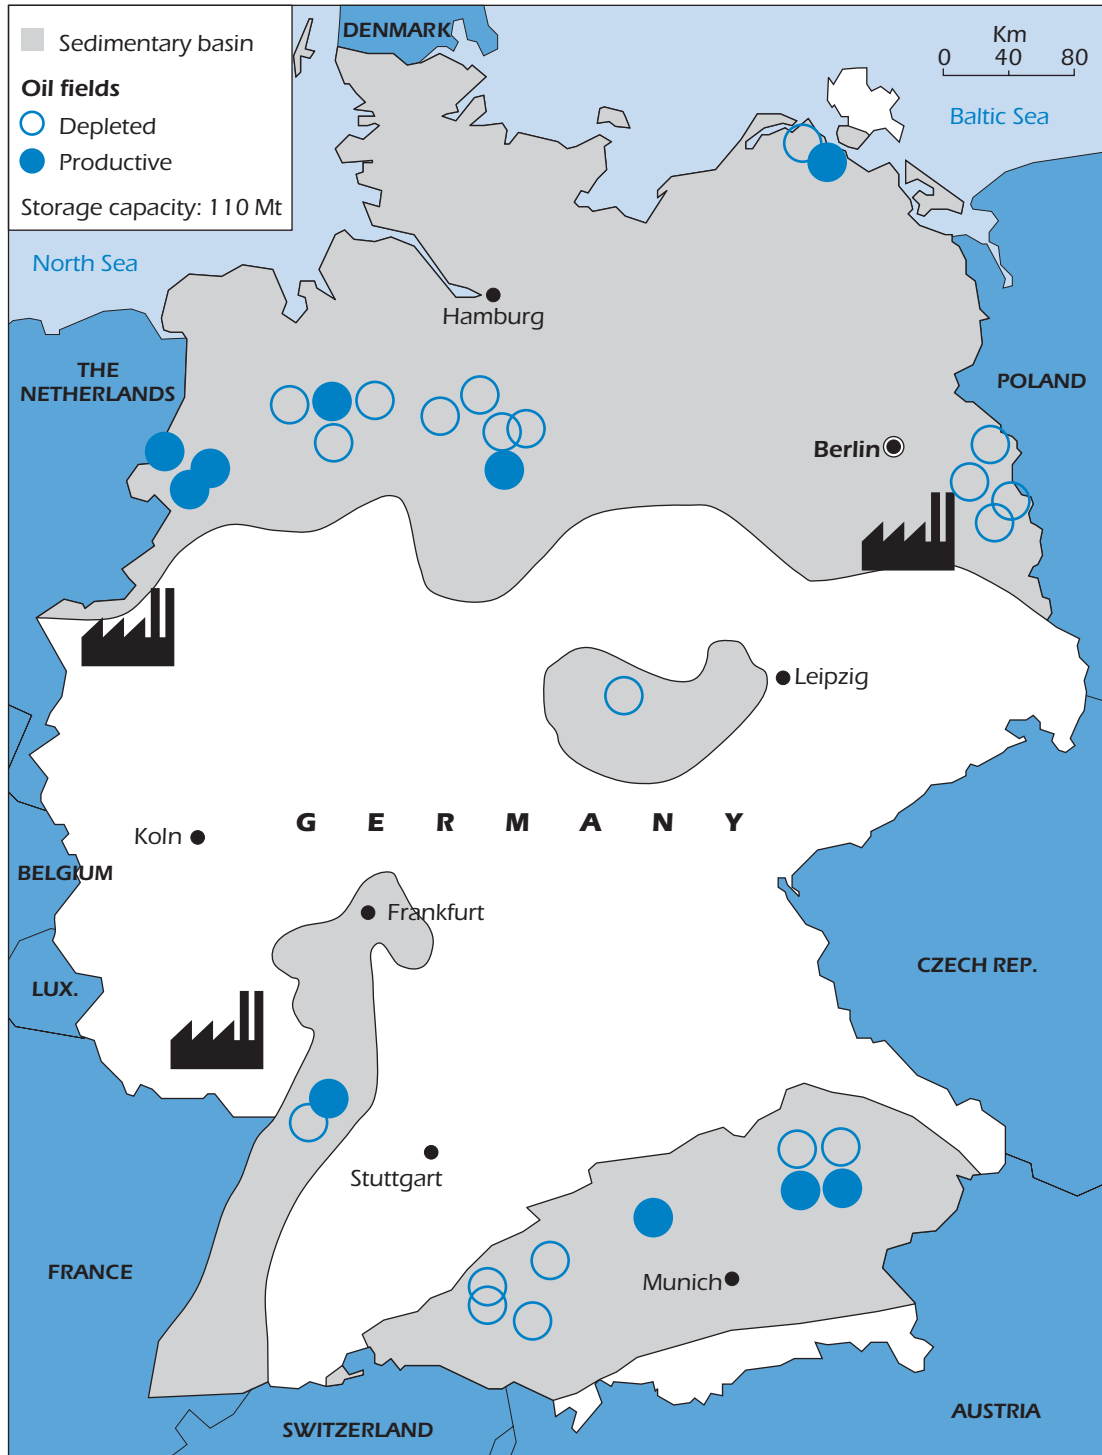 DENMARK
Sedimentary basin
Oil fields
Depleted
Productive
Storage capacity: 110 Mt
Km
0 40 80
Baltic Sea
North Sea
Hamburg
THE
NETHERLANDS
POLAND
Berlin
Leipzig
G E R M A N Y
Koln
BELGIUM
Frankfurt
CZECH REP.
LUX.
Stuttgart
FRANCE
Munich
AUSTRIA
SWITZERLAND